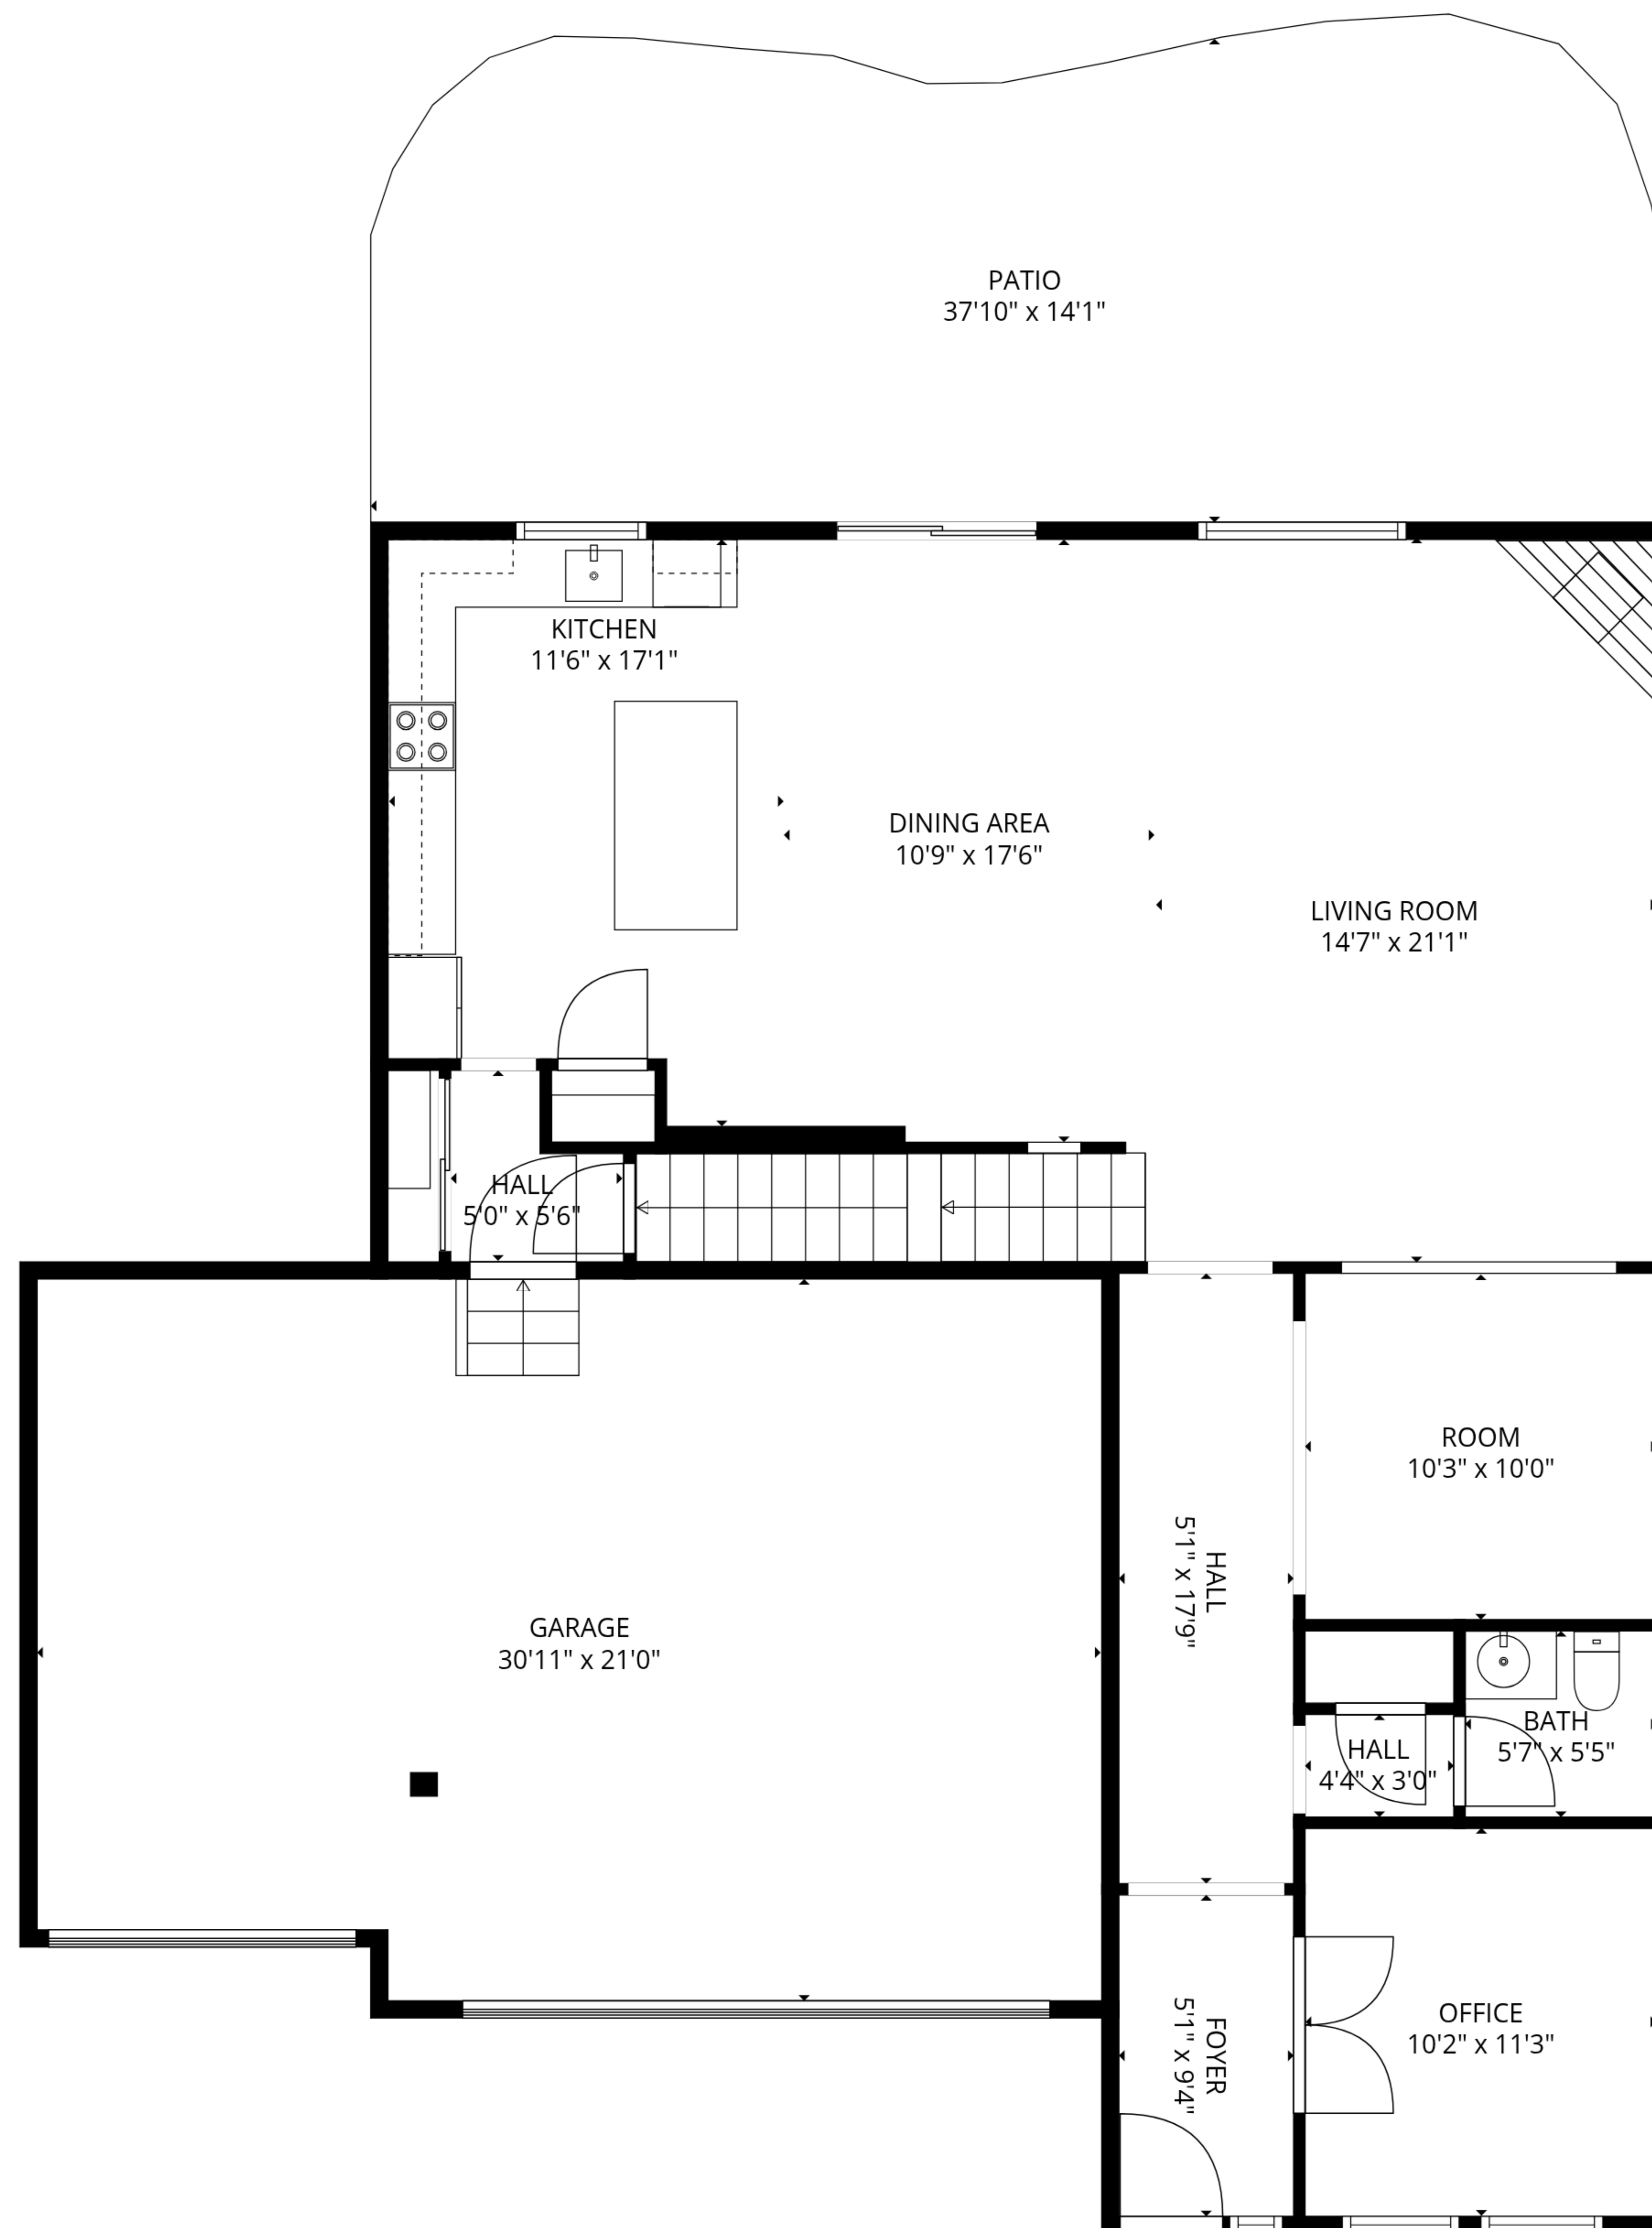 PATIO
37'10" x 14'1"
KITCHEN
11'6" x 17'1"
DINING AREA
10'9" x 17'6"
LIVING ROOM
14'7" x 21'1"
HALL
5'0" x 5'6"
ROOM
10'3" x 10'0"
HALL
5'1" x 17'9"
GARAGE
30'11" x 21'0"
BATH
5'7" x 5'5"
HALL
4'4" x 3'0"
OFFICE
10'2" x 11'3"
FOYER
5'1" x 9'4"